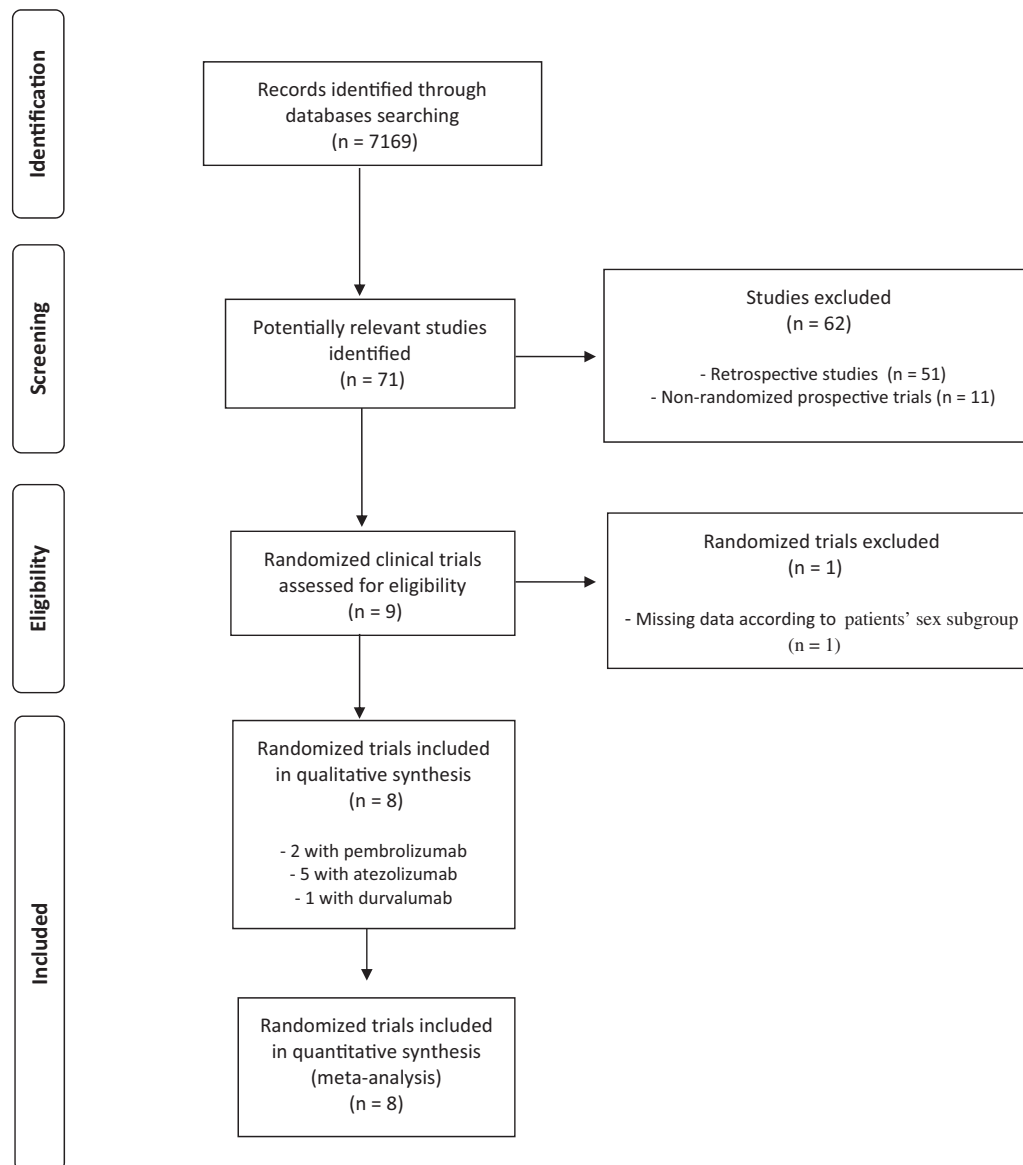 Identification
Records identified through
databases searching
(n = 7169)
Screening
Potentially relevant studies
identified
(n = 71)
Studies excluded
(n = 62)
- Retrospective studies (n = 51)
- Non-randomized prospective trials (n = 11)
Eligibility
Randomized clinical trials
assessed for eligibility
(n = 9)
Randomized trials excluded
(n = 1)
- Missing data according to patients' sex subgroup
(n = 1)
Included
Randomized trials included
in qualitative synthesis
(n = 8)
- 2 with pembrolizumab
- 5 with atezolizumab
- 1 with durvalumab
Randomized trials included
in quantitative synthesis
(meta-analysis)
(n = 8)